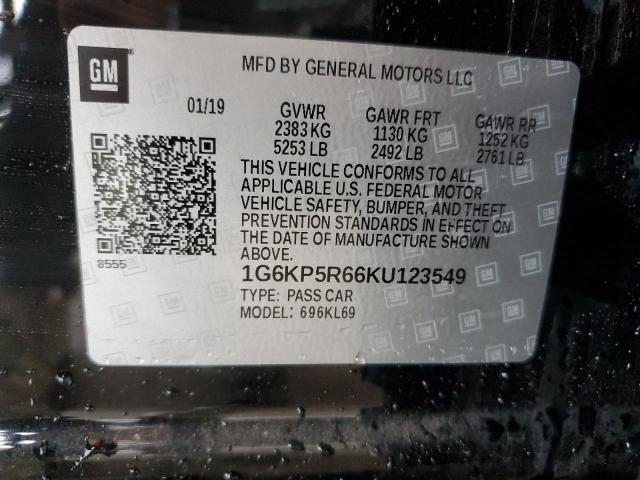 GM
MFD BY GENERAL MOTORS LLC
01/19 GVWR GAWR FRT GAWR RR
2383 KG 1130 KG 1252 KG
5253 LB 2492 LB 2761 LB
THIS VEHICLE CONFORMS TO ALL
APPLICABLE U.S. FEDERAL MOTOR
VEHICLE SAFETY, BUMPER, AND THEFT
PREVENTION STANDARDS IN EFFECT ON
THE DATE OF MANUFACTURE SHOWN
ABOVE.
8555
1G6KP5R66KU123549
TYPE: PASS CAR
MODEL: 696KL69